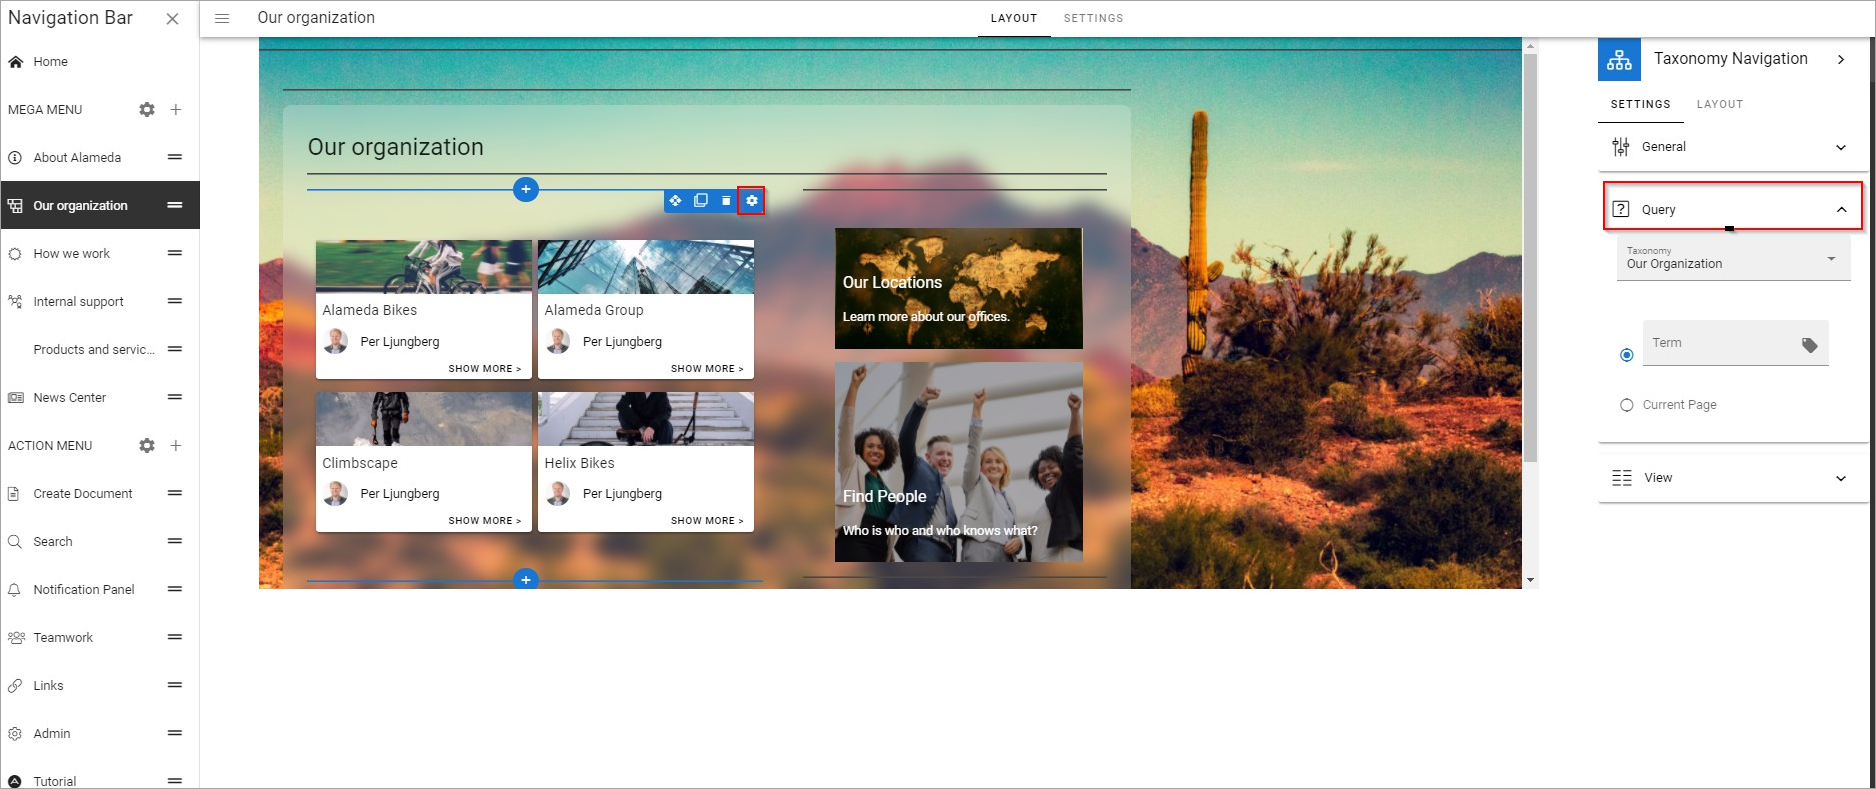 Navigation Bar
Home
MEGA MENU
About Alameda
Our organization
How we work
Internal support
Products and servic...
News Center
ACTION MENU
Create Document
Search
Notification Panel
Teamwork
Links
Admin
Tutorial
Our organization
LAYOUT
SETTINGS
Our organization
Alameda Bikes
Per Ljungberg
SHOW MORE >
Alameda Group
Per Ljungberg
SHOW MORE >
Climbscape
Per Ljungberg
SHOW MORE >
Helix Bikes
Per Ljungberg
SHOW MORE >
Our Locations
Learn more about our offices.
Find People
Who is who and who knows what?
Taxonomy Navigation
SETTINGS
LAYOUT
General
Query
Taxonomy
Our Organization
Term
Current Page
View